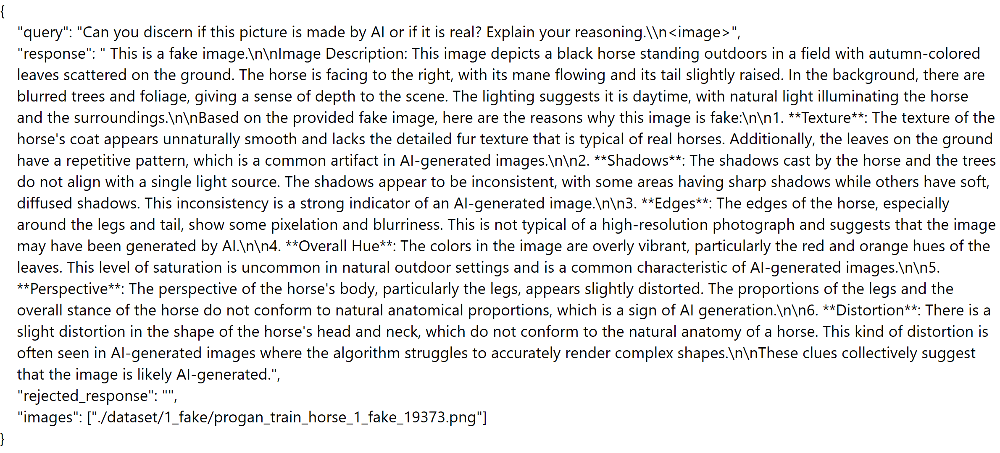 {
"query": "Can you discern if this picture is made by AI or if it is real? Explain your reasoning.\\n<image>",
"response": " This is a fake image.\n\nImage Description: This image depicts a black horse standing outdoors in a field with autumn-colored
leaves scattered on the ground. The horse is facing to the right, with its mane flowing and its tail slightly raised. In the background, there are
blurred trees and foliage, giving a sense of depth to the scene. The lighting suggests it is daytime, with natural light illuminating the horse
and the surroundings.\n\nBased on the provided fake image, here are the reasons why this image is fake:\n\n1. **Texture**: The texture of the
horse's coat appears unnaturally smooth and lacks the detailed fur texture that is typical of real horses. Additionally, the leaves on the ground
have a repetitive pattern, which is a common artifact in AI-generated images.\n\n2. **Shadows**: The shadows cast by the horse and the trees
do not align with a single light source. The shadows appear to be inconsistent, with some areas having sharp shadows while others have soft,
diffused shadows. This inconsistency is a strong indicator of an AI-generated image.\n\n3. **Edges**: The edges of the horse, especially
around the legs and tail, show some pixelation and blurriness. This is not typical of a high-resolution photograph and suggests that the image
may have been generated by AI.\n\n4. **Overall Hue**: The colors in the image are overly vibrant, particularly the red and orange hues of the
leaves. This level of saturation is uncommon in natural outdoor settings and is a common characteristic of AI-generated images.\n\n5.
**Perspective**: The perspective of the horse's body, particularly the legs, appears slightly distorted. The proportions of the legs and the
overall stance of the horse do not conform to natural anatomical proportions, which is a sign of AI generation.\n\n6. **Distortion**: There is a
slight distortion in the shape of the horse's head and neck, which do not conform to the natural anatomy of a horse. This kind of distortion is
often seen in AI-generated images where the algorithm struggles to accurately render complex shapes.\n\nThese clues collectively suggest
that the image is likely AI-generated.",
"rejected_response": "",
"images": ["./dataset/1_fake/progan_train_horse_1_fake_19373.png"]
}